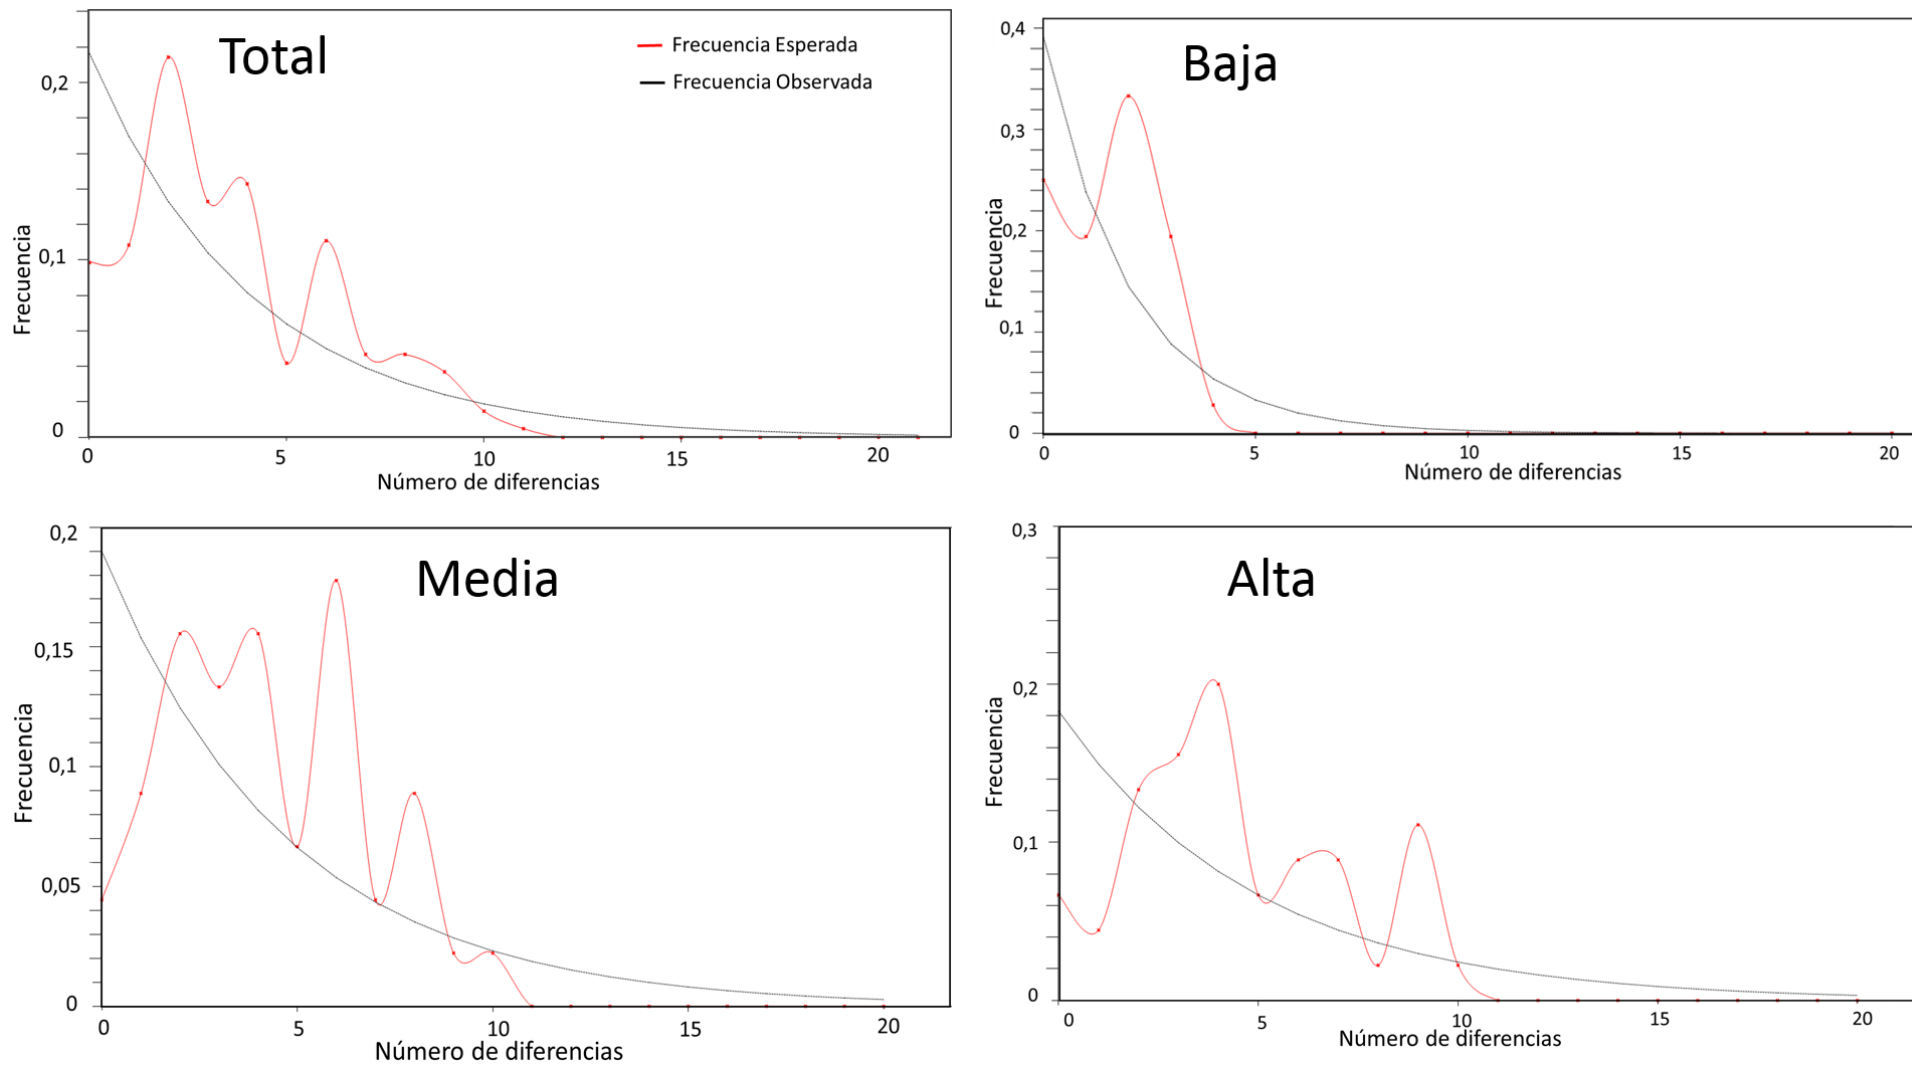 Total
Frecuencia Esperada
Frecuencia Observada
0,2
0,1
0
Frecuencia
0 5 10 15 20
Número de diferencias
Baja
0,4
0,3
0,2
0,1
0
Frecuencia
0 5 10 15 20
Número de diferencias
Media
0,2
0,15
0,1
0,05
0
Frecuencia
0 5 10 15 20
Número de diferencias
Alta
0,3
0,2
0,1
0
Frecuencia
0 5 10 15 20
Número de diferencias